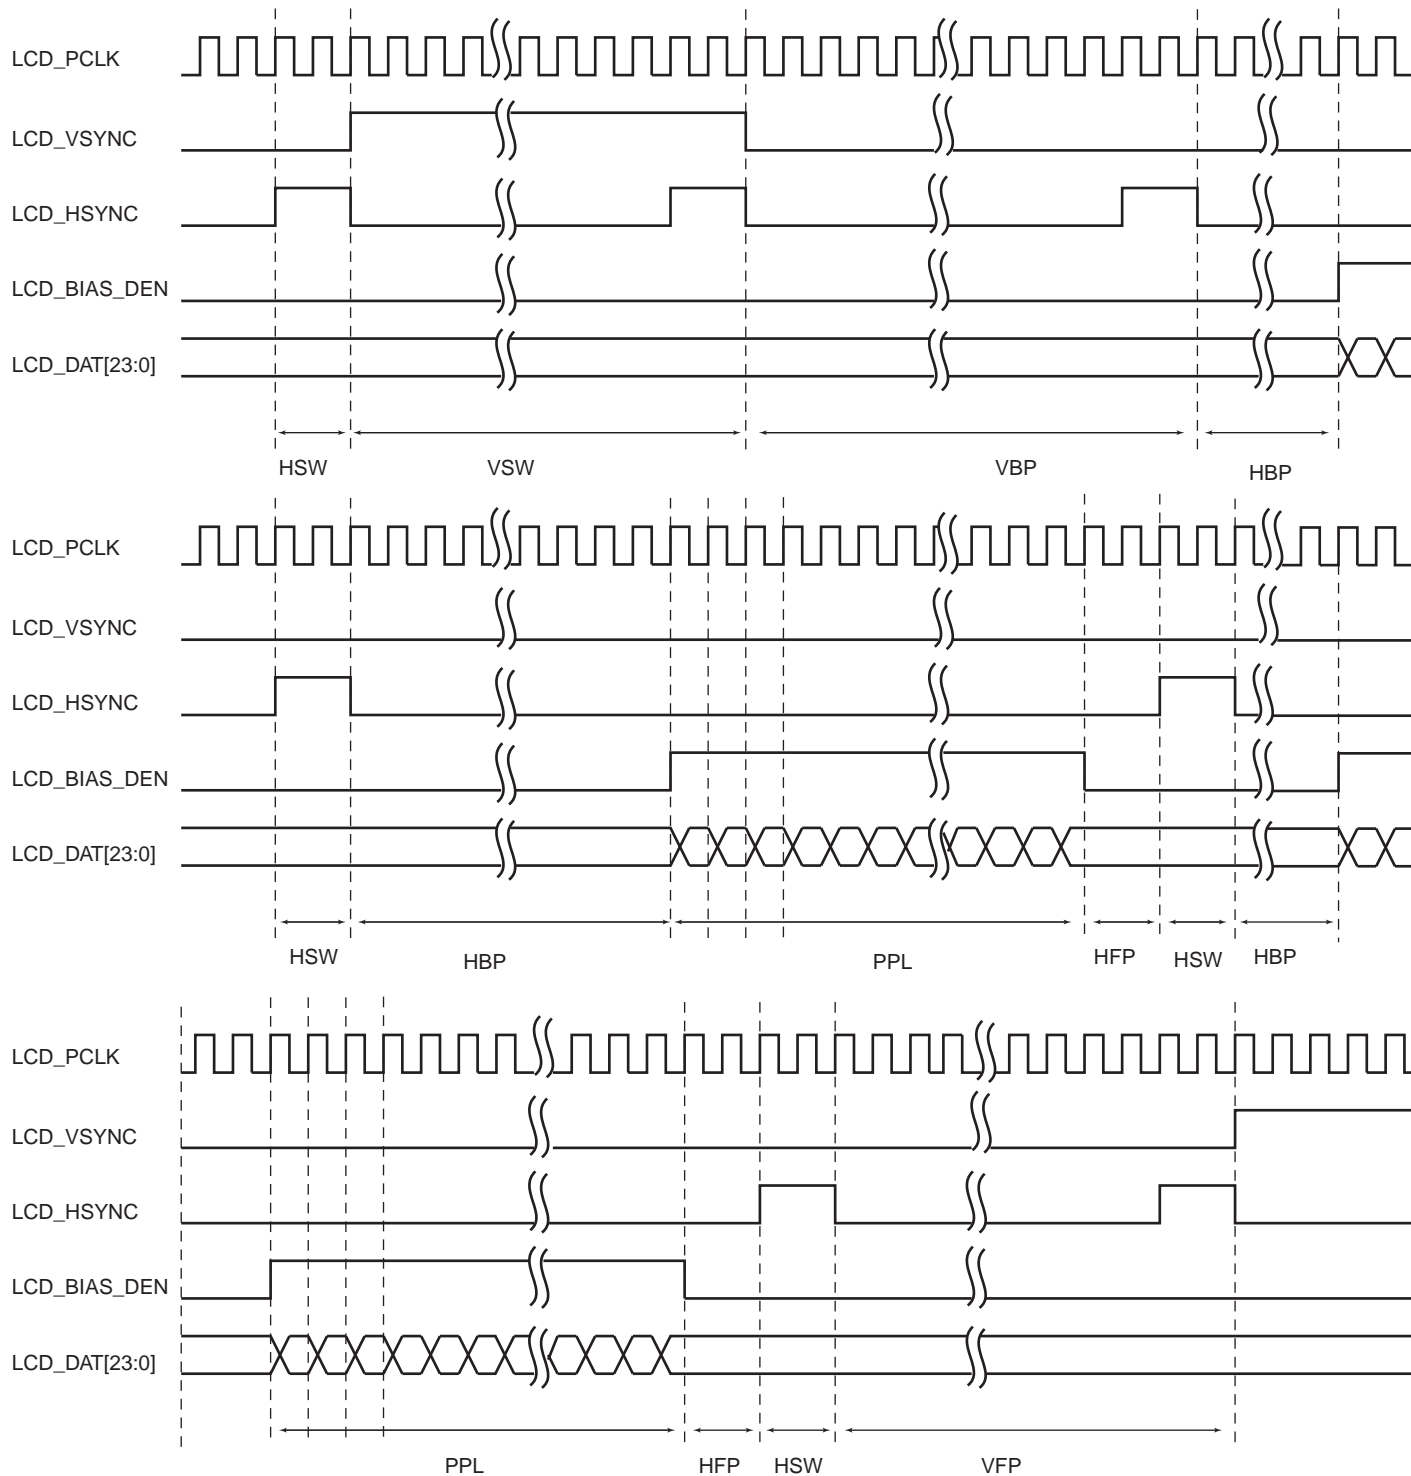 LCD_PCLK
LCD_VSYNC
LCD_HSYNC
LCD_BIAS_DEN
LCD_DAT[23:0]
HSW VSW VBP HBP
LCD_PCLK
LCD_VSYNC
LCD_HSYNC
LCD_BIAS_DEN
LCD_DAT[23:0]
HSW HBP PPL HFP HSW HBP
LCD_PCLK
LCD_VSYNC
LCD_HSYNC
LCD_BIAS_DEN
LCD_DAT[23:0]
PPL HFP HSW VFP